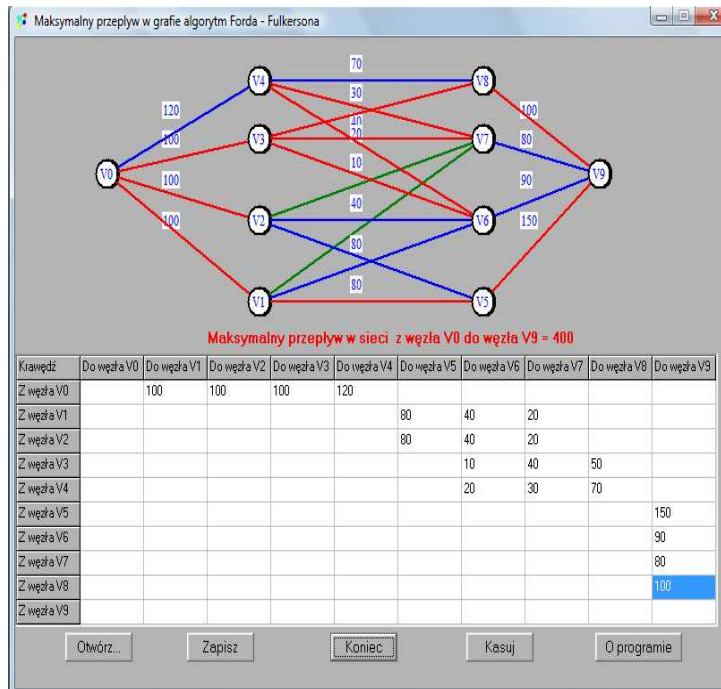 Maksymalny przepływ w grafie algorytm Forda - Fulkersona
70
V4
V8
30
120
100
40
20
100
V3
V7
80
10
V0
V9
100
90
40
100
150
V2
V6
80
80
V1
V5
Maksymalny przepływ w sieci z węzła V0 do węzła V9 = 400
Krawędź Do węzła V0 Do węzła V1 Do węzła V2 Do węzła V3 Do węzła V4 Do węzła V5 Do węzła V6 Do węzła V7 Do węzła V8 Do węzła V9
Z węzła V0 100 100 100 120
Z węzła V1 80 40 20
Z węzła V2 80 40 20
Z węzła V3 10 40 50
Z węzła V4 20 30 70
Z węzła V5 150
Z węzła V6 90
Z węzła V7 80
Z węzła V8 100
Z węzła V9
Otwórz... Zapisz Koniec Kasuj O programie